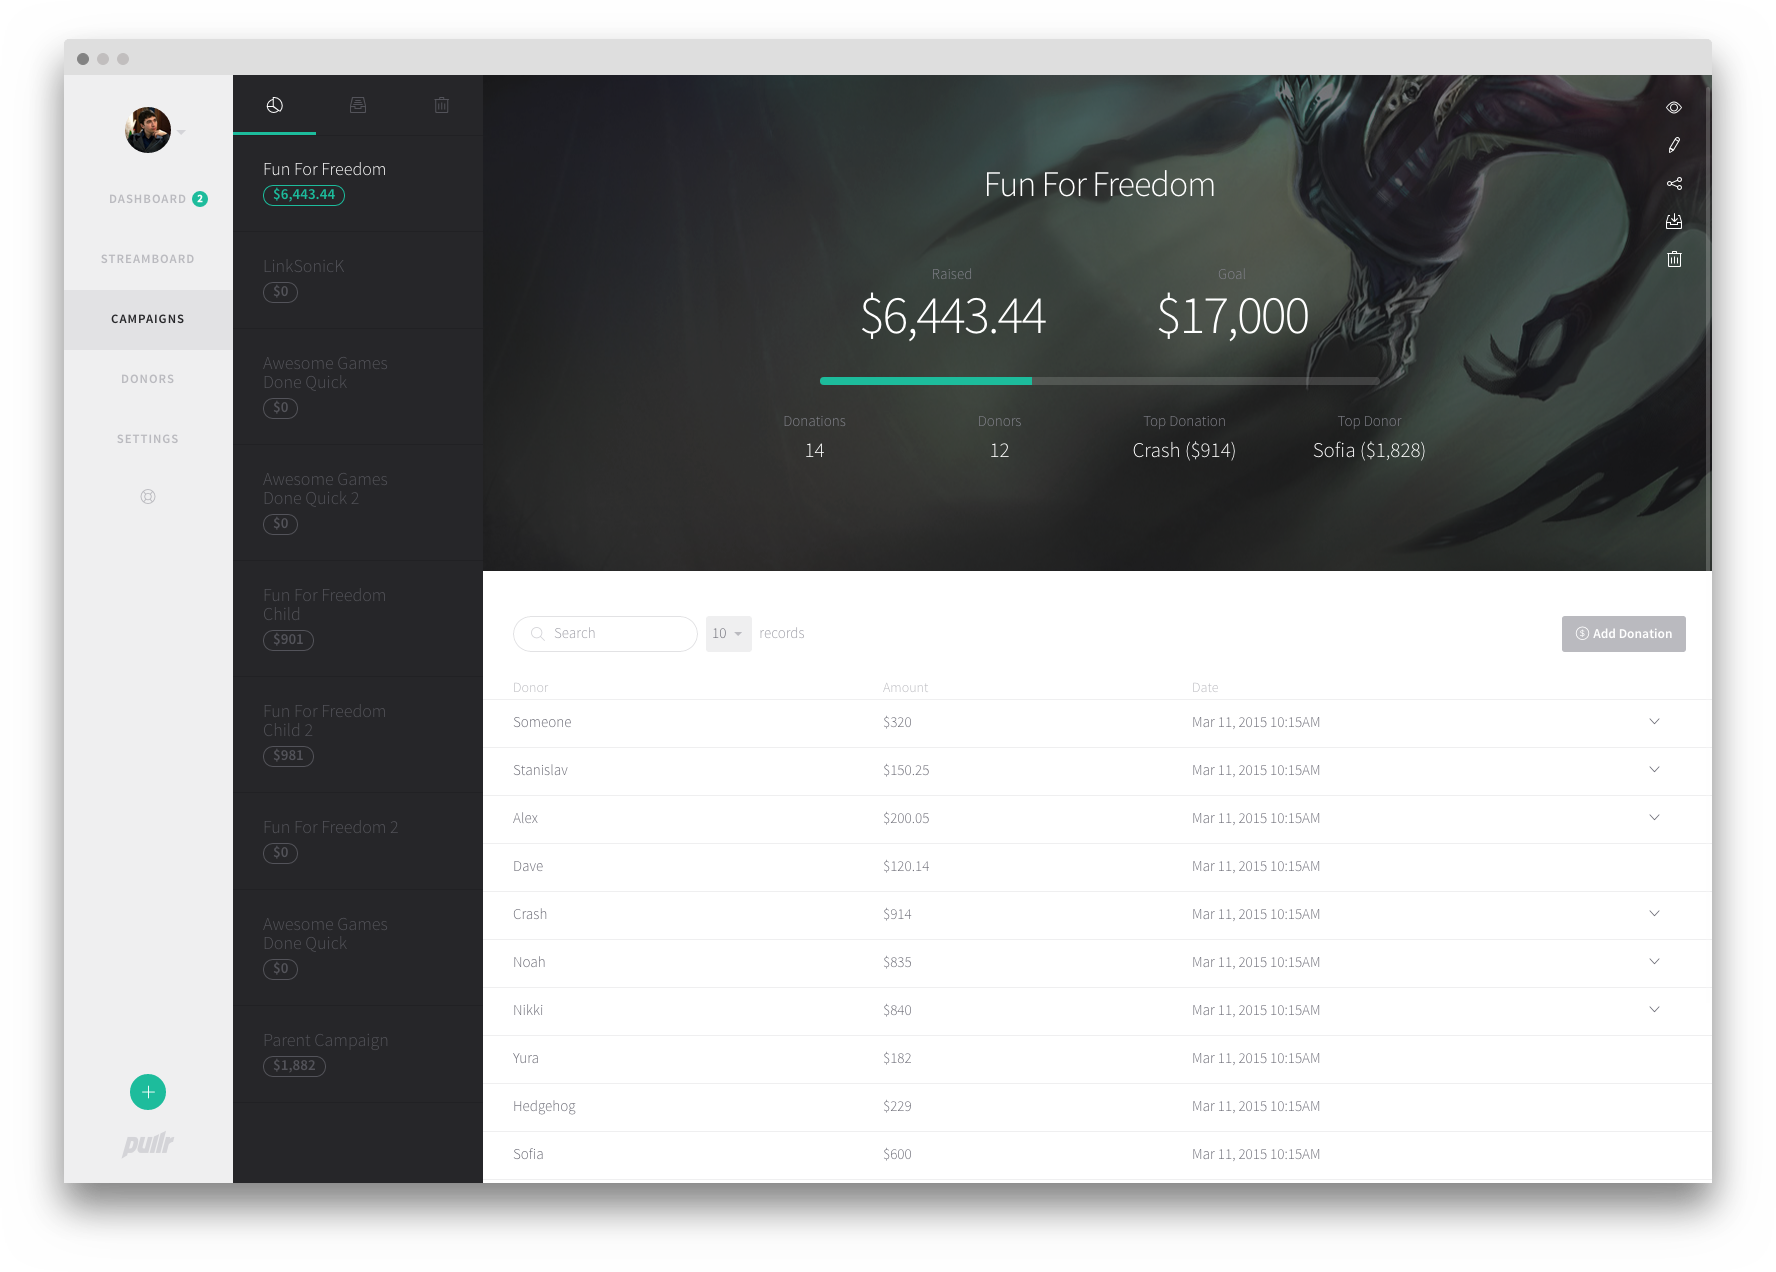 DASHBOARD 2
STREAMBOARD
CAMPAIGNS
DONORS
SETTINGS
pullr
Fun For Freedom
$6,443.44
LinkSonicK
$0
Awesome Games
Done Quick
$0
Awesome Games
Done Quick 2
$0
Fun For Freedom
Child
$901
Fun For Freedom
Child 2
$981
Fun For Freedom 2
$0
Awesome Games
Done Quick
$0
Parent Campaign
$1,882
Fun For Freedom
Raised Goal
$6,443.44 $17,000
Donations Donors Top Donation Top Donor
14 12 Crash ($914) Sofia ($1,828)
Search 10 records Add Donation
Donor Amount Date
Someone $320 Mar 11, 2015 10:15AM
Stanislav $150.25 Mar 11, 2015 10:15AM
Alex $200.05 Mar 11, 2015 10:15AM
Dave $120.14 Mar 11, 2015 10:15AM
Crash $914 Mar 11, 2015 10:15AM
Noah $835 Mar 11, 2015 10:15AM
Nikki $840 Mar 11, 2015 10:15AM
Yura $182 Mar 11, 2015 10:15AM
Hedgehog $229 Mar 11, 2015 10:15AM
Sofia $600 Mar 11, 2015 10:15AM